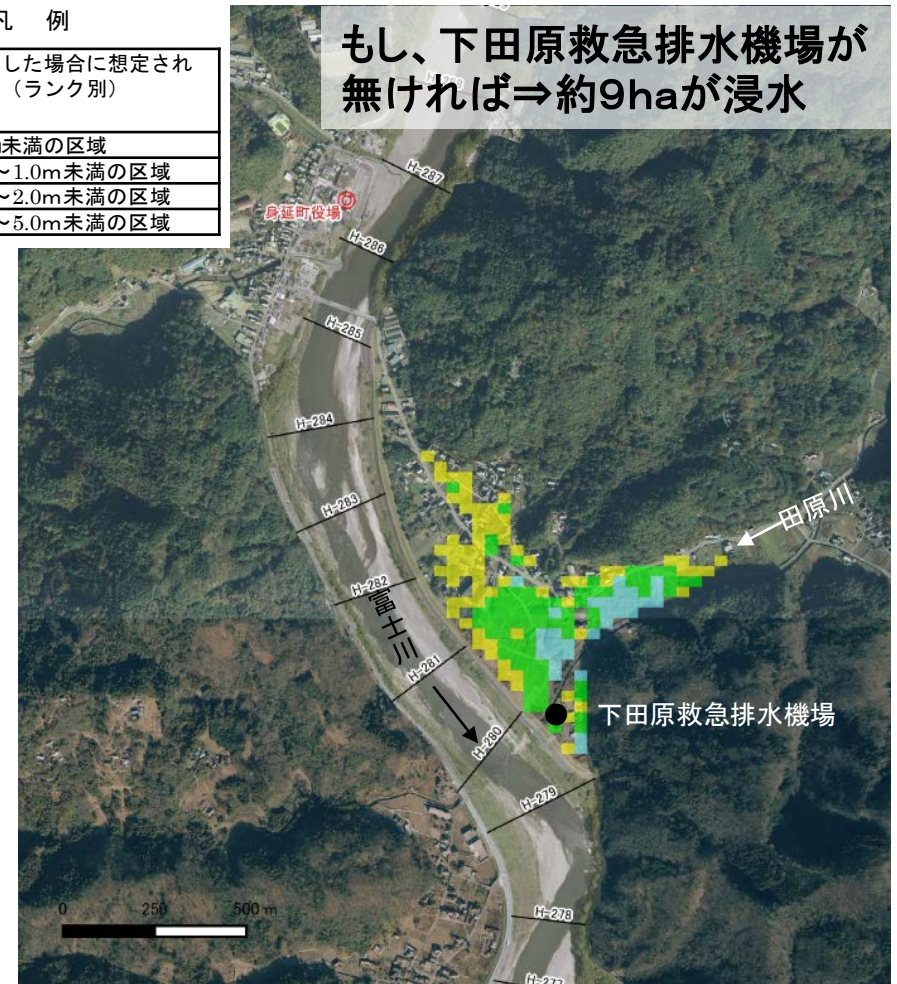 凡 例
した場合に想定され
（ランク別）
未満の区域
～1.0m未満の区域
～2.0m未満の区域
～5.0m未満の区域
もし、下田原救急排水機場が
無ければ⇒約9haが浸水
H-287
身延町役場
H-286
H-285
H-284
H-283
田原川
H-282
富士川
H-281
下田原救急排水機場
H-280
H-279
0 250 500 m
H-278
H-277